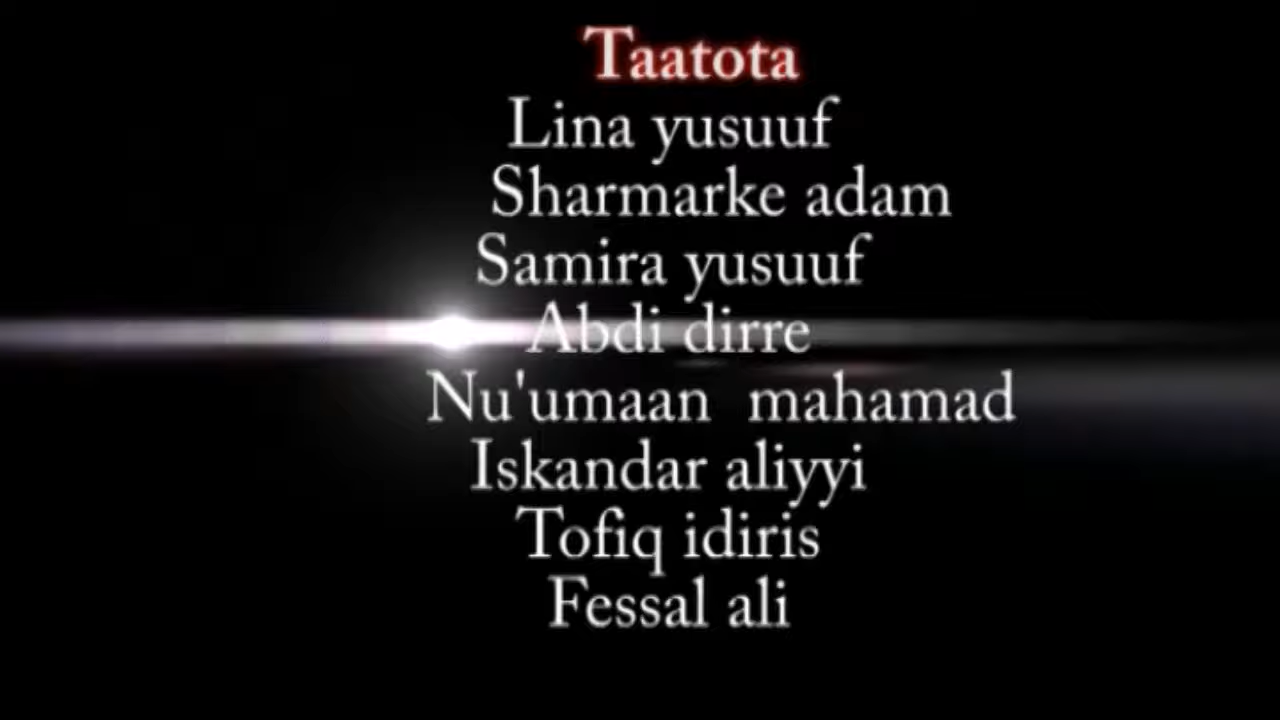 Taatota
Lina yusuuf
Sharmarke adam
Samira yusuuf
Abdi dirre
Nu'umaan  mahamad
Iskandar aliyyi
Tofiq idiris
Fessal ali